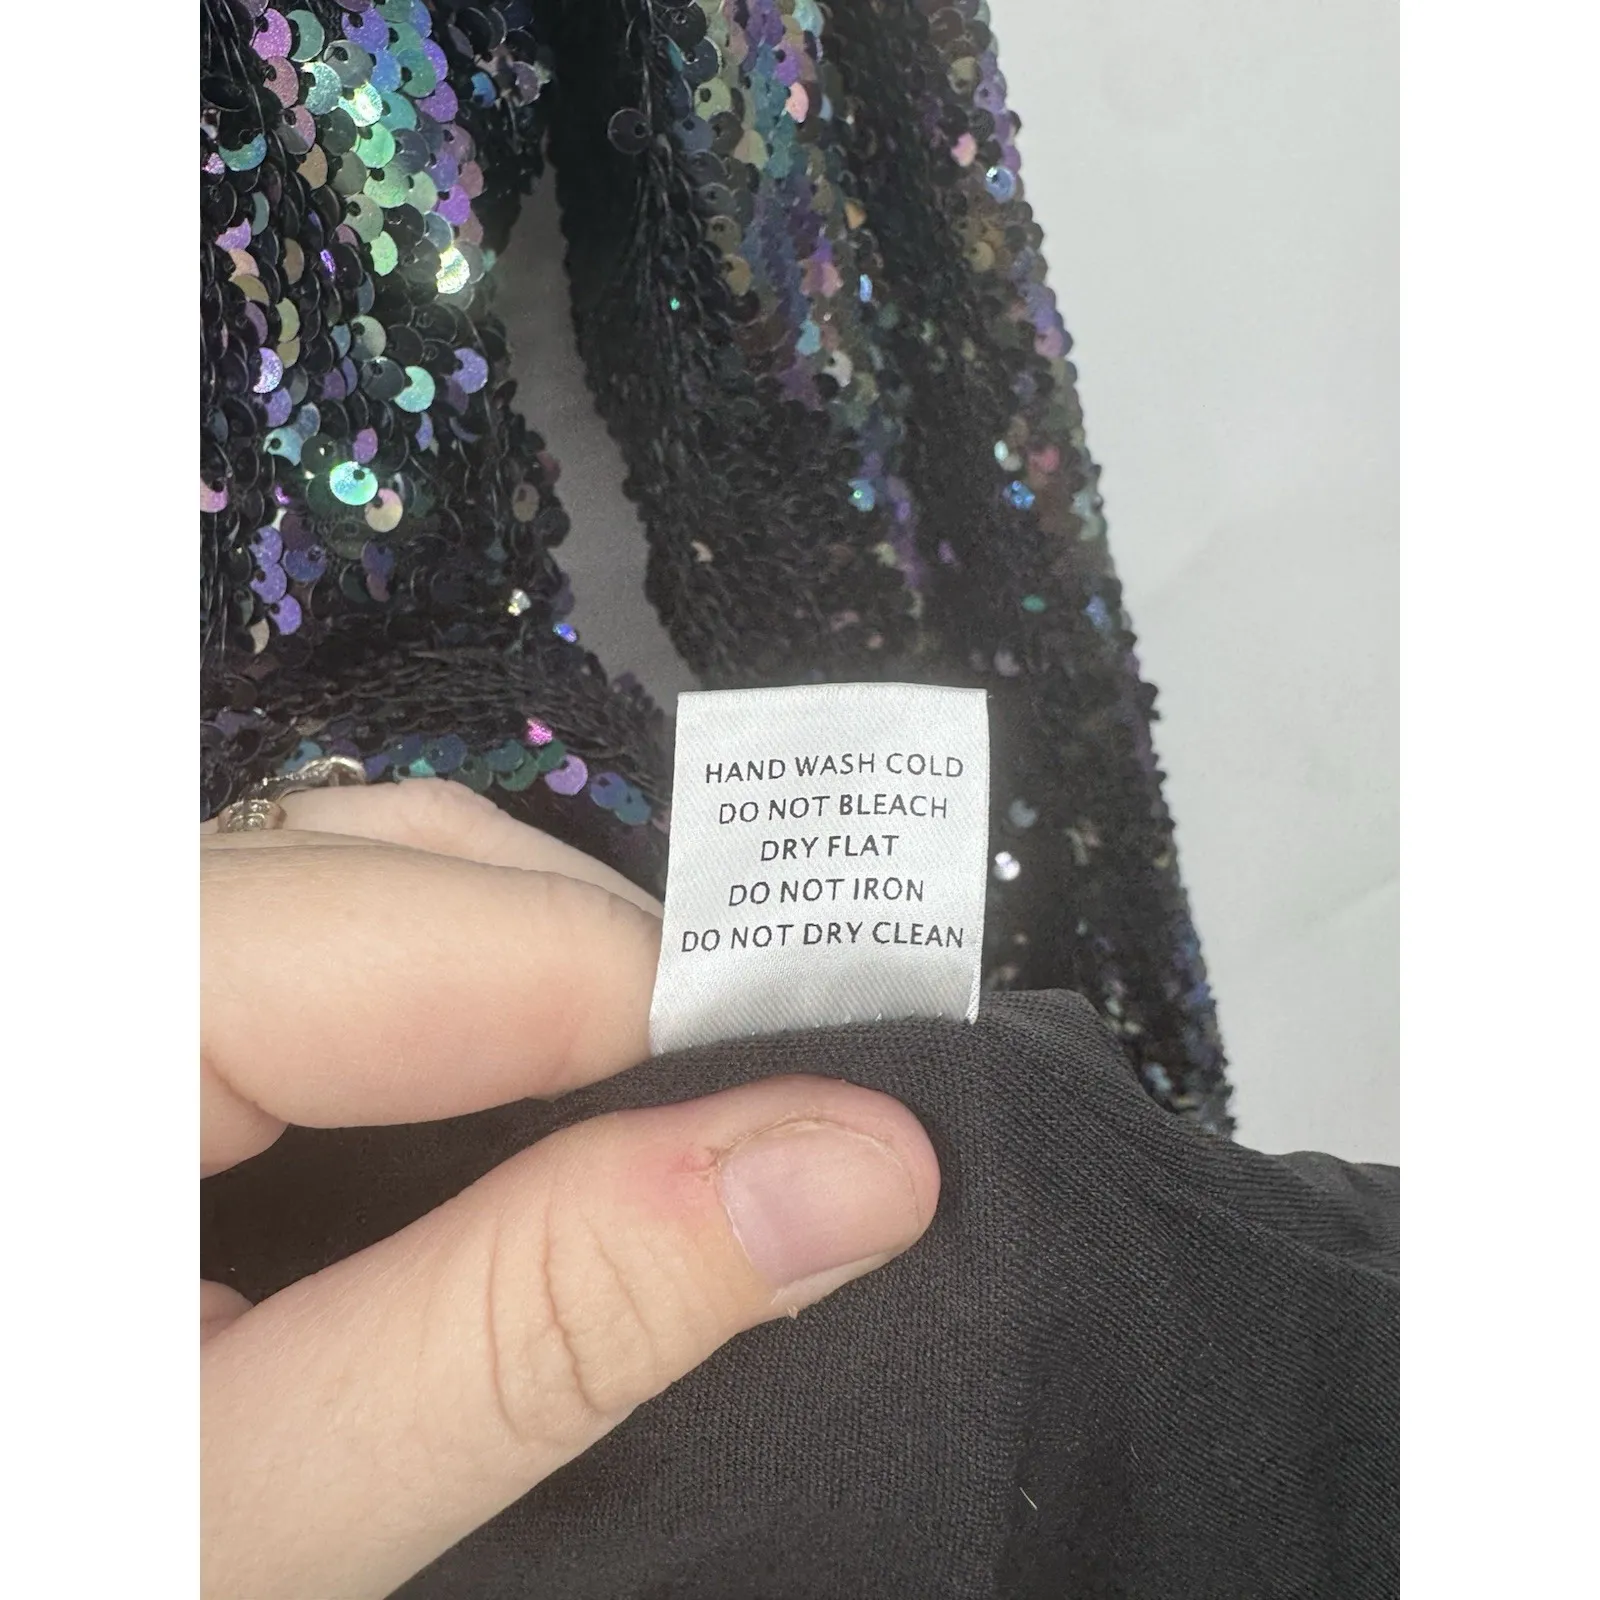 HAND WASH COLD
DO NOT BLEACH
DRY FLAT
DO NOT IRON
DO NOT DRY CLEAN